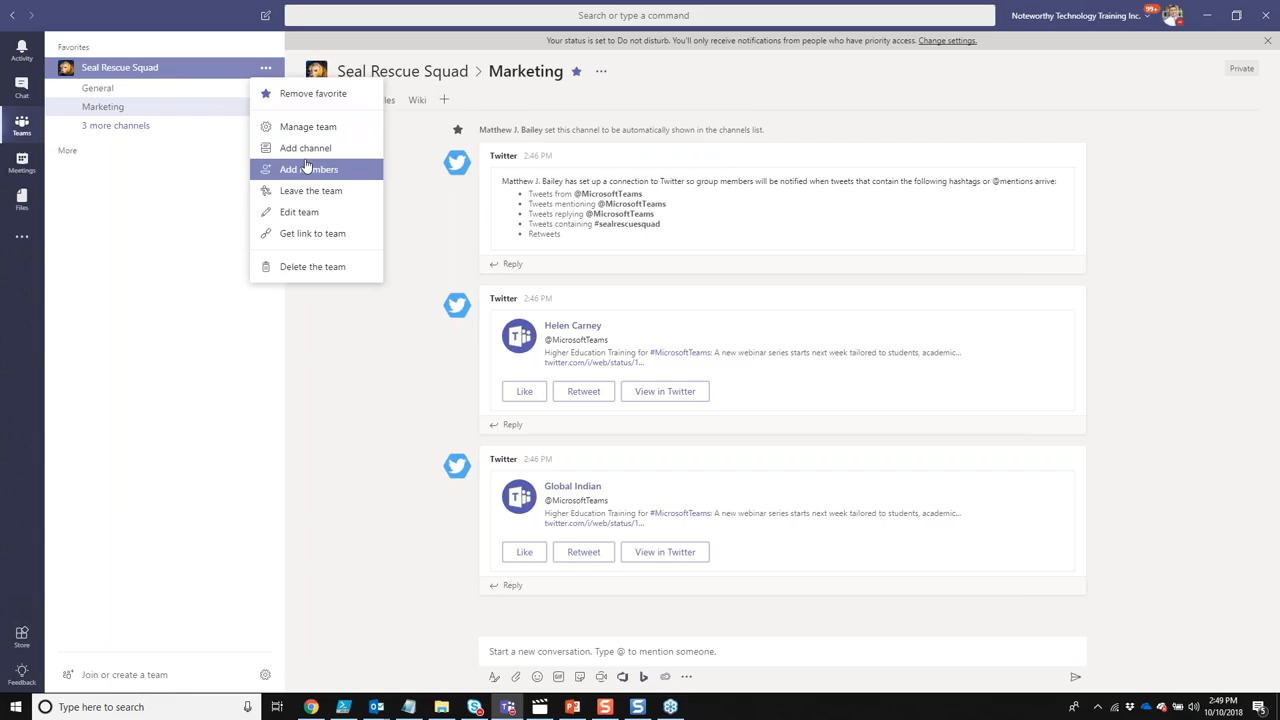 Search or type a command
99+
Noteworthy Technology Training Inc.
Your status is set to Do not disturb. You'll only receive notifications from people who have priority access. Change settings.
Activity
Chat
Teams
Meetings
Files
Store
Feedback
Favorites
Seal Rescue Squad
General
Marketing
3 more channels
More
Join or create a team
Remove favorite
Manage team
Add channel
Add members
Leave the team
Edit team
Get link to team
Delete the team
Seal Rescue Squad > Marketing
Private
Wiki
Matthew J. Bailey set this channel to be automatically shown in the channels list.
Twitter 2:46 PM
Matthew J. Bailey has set up a connection to Twitter so group members will be notified when tweets that contain the following hashtags or @mentions arrive:
• Tweets from @MicrosoftTeams
• Tweets mentioning @MicrosoftTeams
• Tweets replying @MicrosoftTeams
• Tweets containing #sealrescuesquad
• Retweets
Reply
Twitter 2:46 PM
Helen Carney
@MicrosoftTeams
Higher Education Training for #MicrosoftTeams: A new webinar series starts next week tailored to students, academic...
twitter.com/i/web/status/1...
Like Retweet View in Twitter
Reply
Twitter 2:46 PM
Global Indian
@MicrosoftTeams
Higher Education Training for #MicrosoftTeams: A new webinar series starts next week tailored to students, academic...
twitter.com/i/web/status/1...
Like Retweet View in Twitter
Reply
Start a new conversation. Type @ to mention someone.
GIF
Type here to search
2:49 PM
10/10/2018